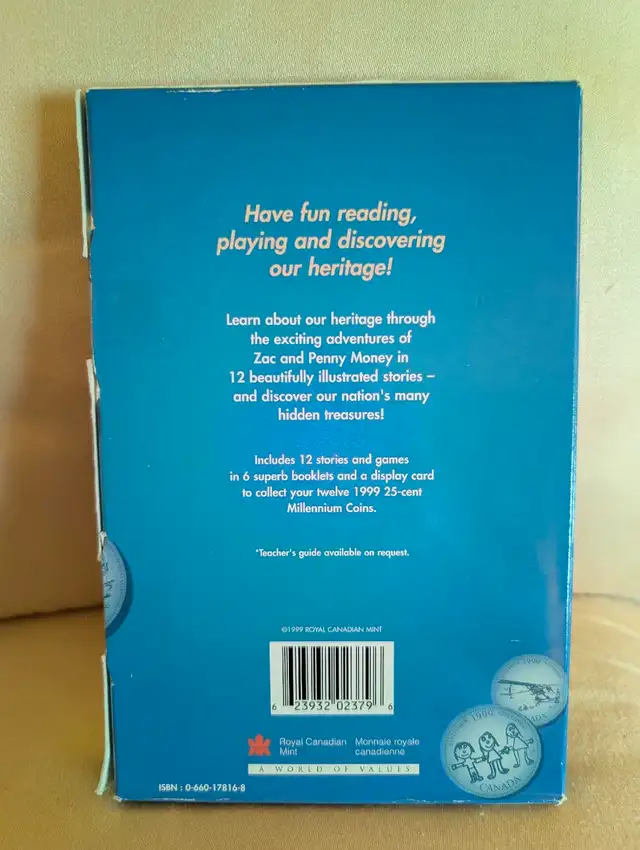 Have fun reading,
playing and discovering
our heritage!
Learn about our heritage through
the exciting adventures of
Zac and Penny Money in
12 beautifully illustrated stories –
and discover our nation's many
hidden treasures!
Includes 12 stories and games
in 6 superb booklets and a display card
to collect your twelve 1999 25-cent
Millennium Coins.
*Teacher's guide available on request.
©1999 ROYAL CANADIAN MINT
6 23932 02379 6
Royal Canadian Mint
Monnaie royale canadienne
A WORLD OF VALUES
ISBN : 0-660-17816-8
1999
1999
CANADA